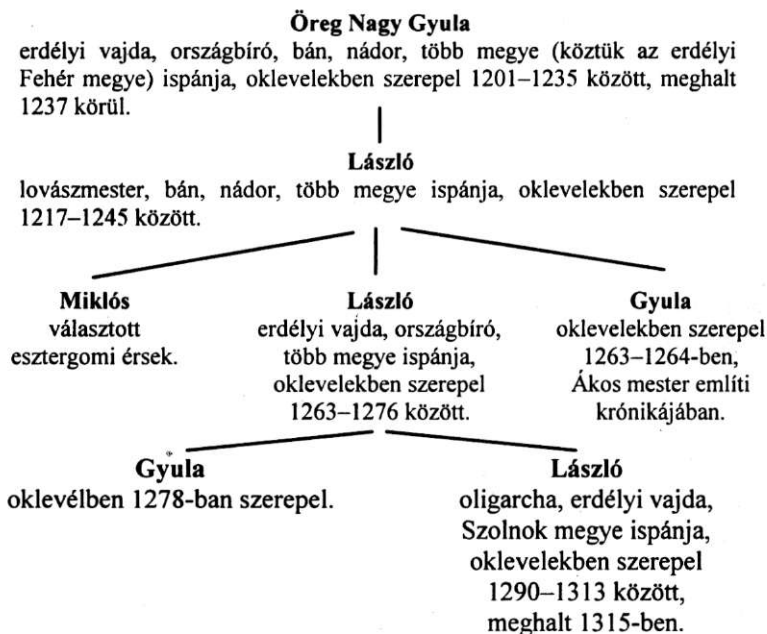 Öreg Nagy Gyula
erdélyi vajda, országbíró, bán, nádor, több megye (köztük az erdélyi
Fehér megye) ispánja, oklevelekben szerepel 1201–1235 között, meghalt
1237 körül.
László
lovászmester, bán, nádor, több megye ispánja, oklevelekben szerepel
1217–1245 között.
Miklós
választott
esztergomi érsek.
László
erdélyi vajda, országbíró,
több megye ispánja,
oklevelekben szerepel
1263–1276 között.
Gyula
oklevelekben szerepel
1263–1264-ben,
Ákos mester említi
krónikájában.
Gyula
oklevélben 1278-ban szerepel.
László
oligarcha, erdélyi vajda,
Szolnok megye ispánja,
oklevelekben szerepel
1290–1313 között,
meghalt 1315-ben.